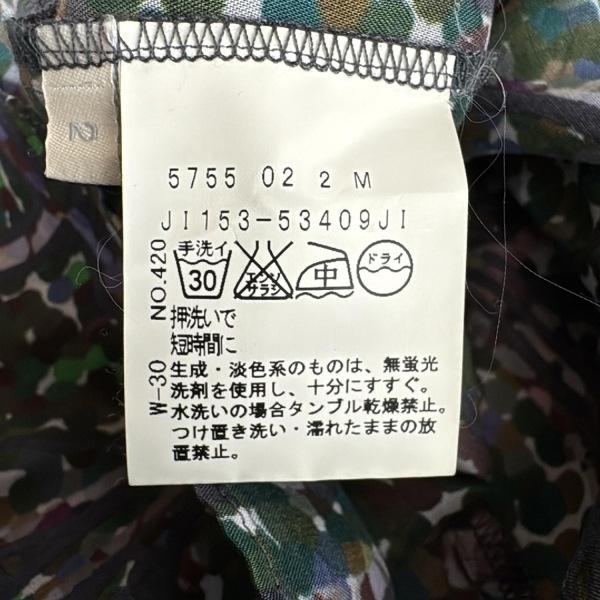 2
5755 02 2 M
JI153-53409JI
NO.420
W-30
手洗イ
30
エンソ
サラシ
中
ドライ
押洗いで
短時間に
生成・淡色系のものは、無蛍光
洗剤を使用し、十分にすすぐ。
水洗いの場合タンブル乾燥禁止。
つけ置き洗い・濡れたままの放
置禁止。